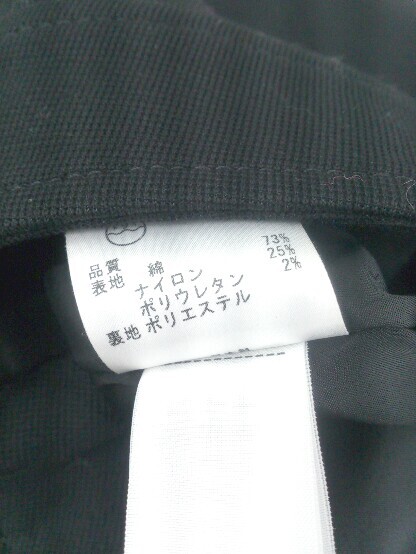 品質
表地 綿 73%
ナイロン 25%
ポリウレタン 2%
裏地 ポリエステル